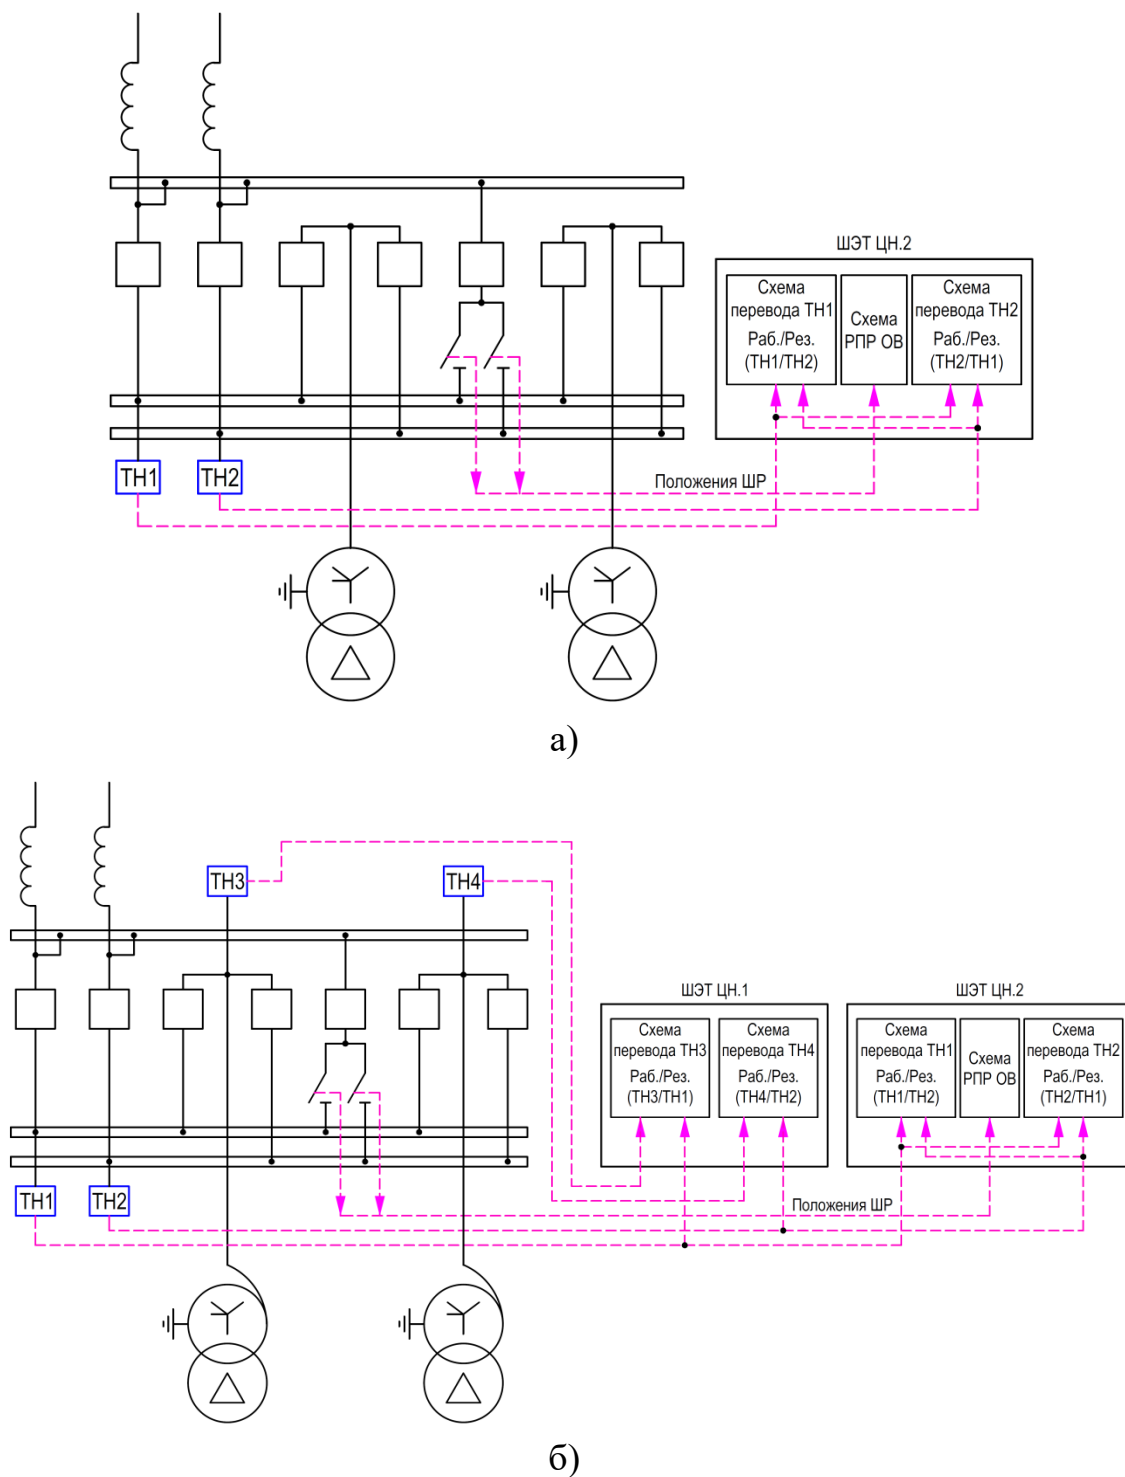 ШЭТ ЦН.2
Схема
перевода ТН1
Раб./Рез.
(ТН1/ТН2)
Схема
РПР ОВ
Схема
перевода ТН2
Раб./Рез.
(ТН2/ТН1)
ТН1
ТН2
Положения ШР
а)
ТН3
ТН4
ШЭТ ЦН.1
Схема
перевода ТН3
Раб./Рез.
(ТН3/ТН1)
Схема
перевода ТН4
Раб./Рез.
(ТН4/ТН2)
ШЭТ ЦН.2
Схема
перевода ТН1
Раб./Рез.
(ТН1/ТН2)
Схема
РПР ОВ
Схема
перевода ТН2
Раб./Рез.
(ТН2/ТН1)
ТН1
ТН2
Положения ШР
б)